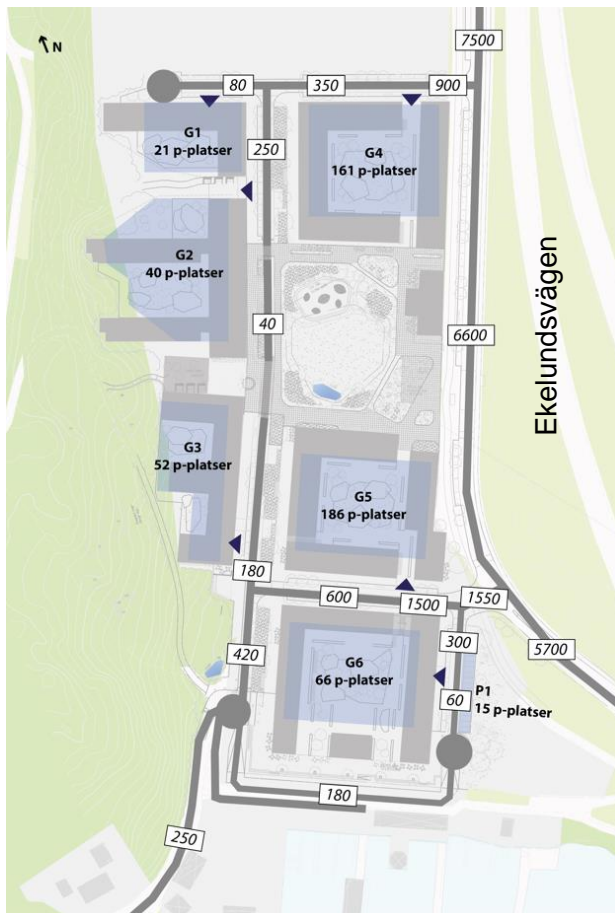 N
7500
80
350
900
G1
21 p-platser
250
G4
161 p-platser
G2
40 p-platser
40
6600
Ekelundsvägen
G3
52 p-platser
G5
186 p-platser
180
600
1500
1550
420
300
5700
G6
66 p-platser
60
P1
15 p-platser
180
250